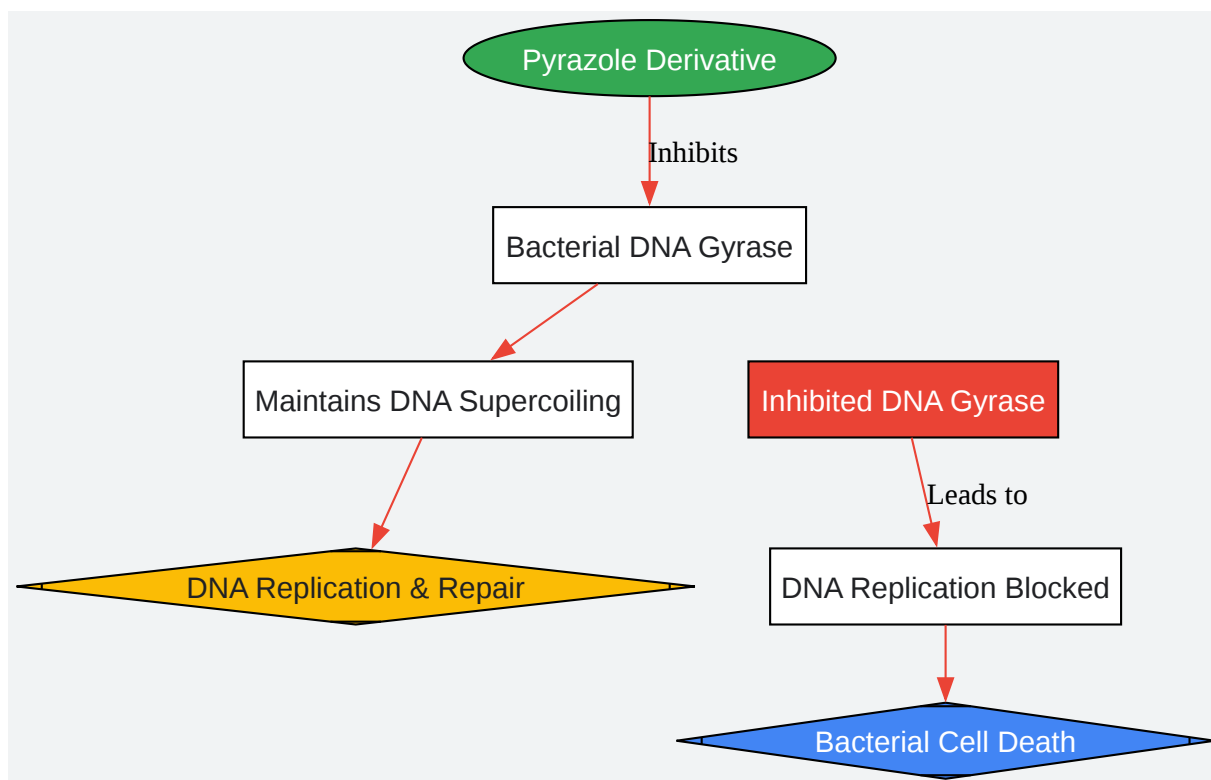 Pyrazole Derivative
Inhibits
Bacterial DNA Gyrase
Maintains DNA Supercoiling
Inhibited DNA Gyrase
Leads to
DNA Replication & Repair
DNA Replication Blocked
Bacterial Cell Death